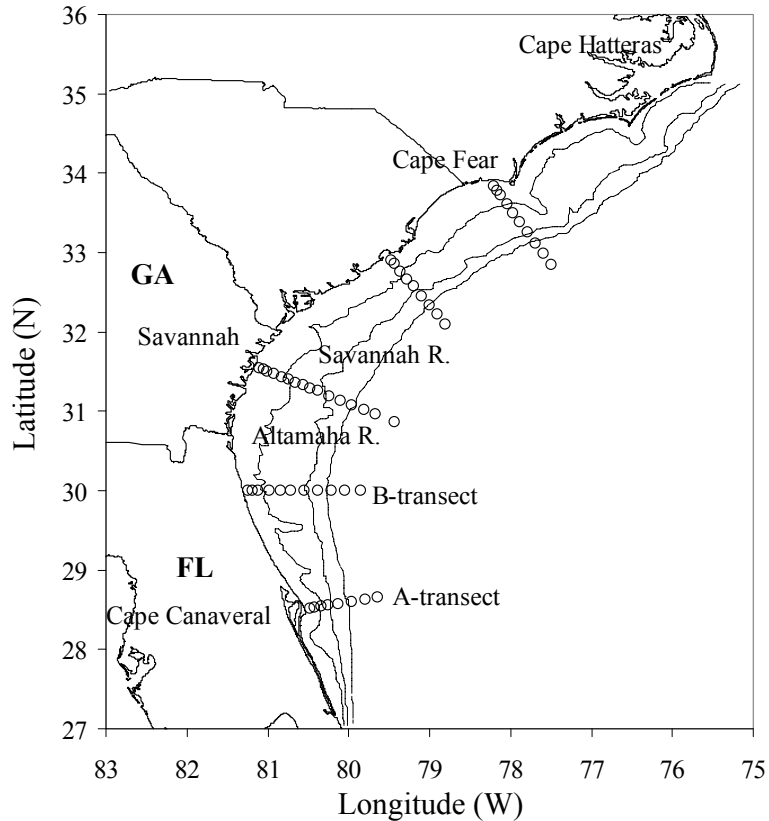 36
35
34
33
32
31
30
29
28
27
Latitude (N)
Cape Hatteras
Cape Fear
GA
Savannah
Savannah R.
Altamaha R.
B-transect
FL
A-transect
Cape Canaveral
83 82 81 80 79 78 77 76 75
Longitude (W)